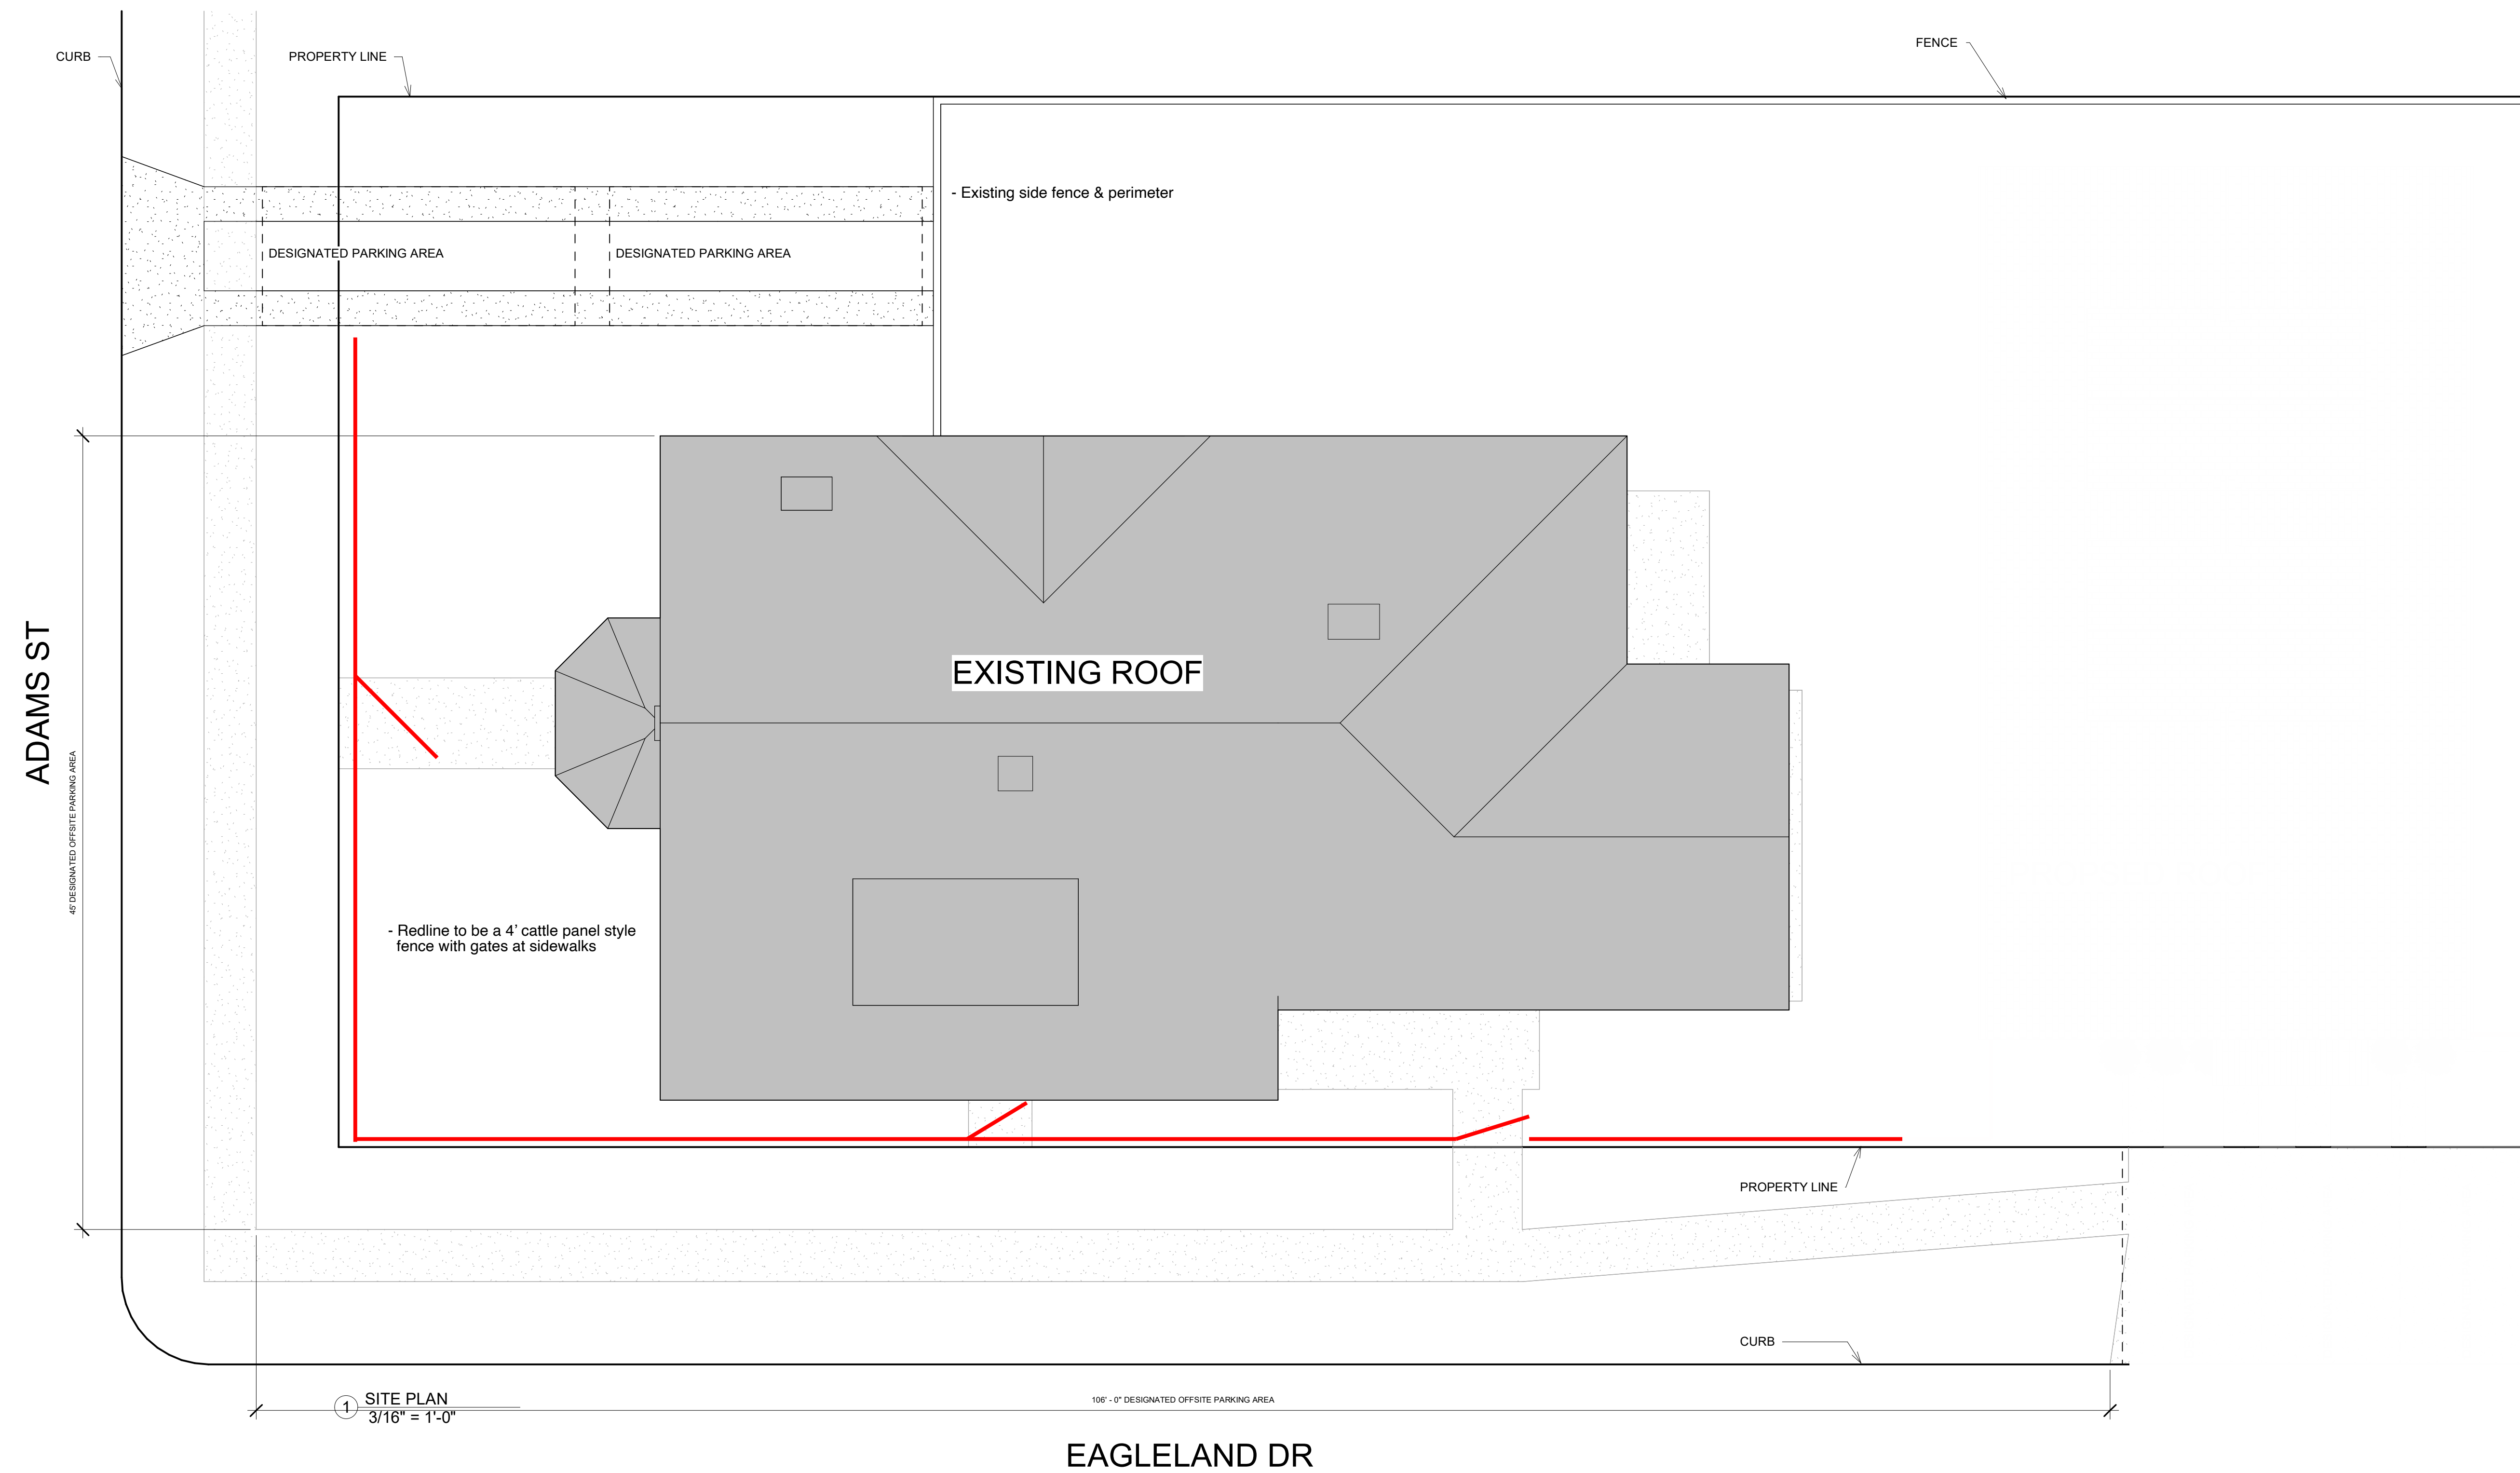 CURB
PROPERTY LINE
FENCE
- Existing side fence & perimeter
DESIGNATED PARKING AREA
DESIGNATED PARKING AREA
ADAMS ST
45' DESIGNATED OFFSITE PARKING AREA
EXISTING ROOF
- Redline to be a 4’ cattle panel style
fence with gates at sidewalks
PROPERTY LINE
CURB
1
SITE PLAN
3/16" = 1'-0"
106' - 0" DESIGNATED OFFSITE PARKING AREA
EAGLELAND DR